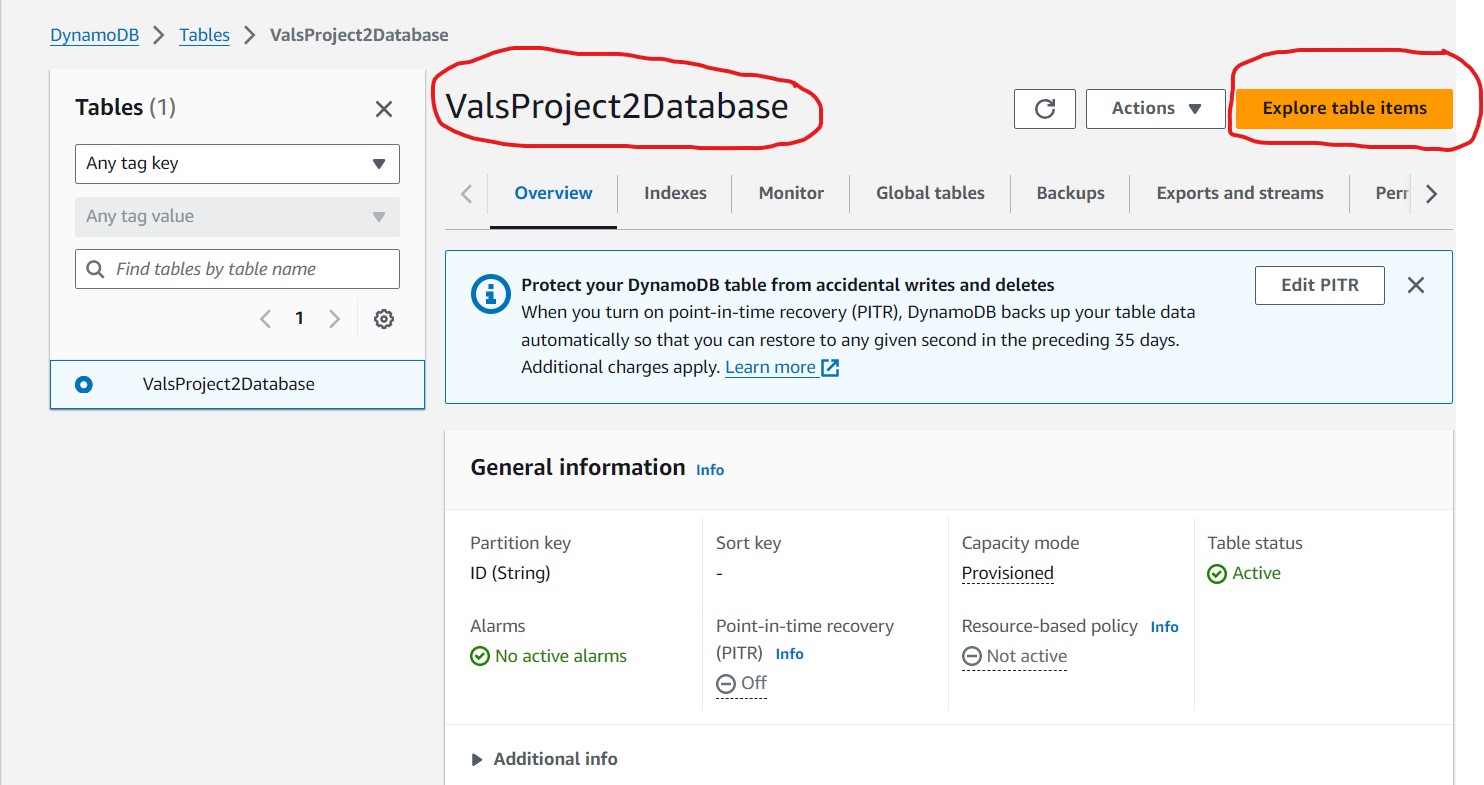 DynamoDB > Tables > ValsProject2Database
Tables (1)
Any tag key
Any tag value
Find tables by table name
1
ValsProject2Database
ValsProject2Database
Actions
Explore table items
Overview
Indexes
Monitor
Global tables
Backups
Exports and streams
Perr
Protect your DynamoDB table from accidental writes and deletes
When you turn on point-in-time recovery (PITR), DynamoDB backs up your table data
automatically so that you can restore to any given second in the preceding 35 days.
Additional charges apply. Learn more
Edit PITR
General information Info
Partition key
ID (String)
Sort key
-
Capacity mode
Provisioned
Table status
Active
Alarms
No active alarms
Point-in-time recovery
(PITR) Info
Off
Resource-based policy Info
Not active
Additional info